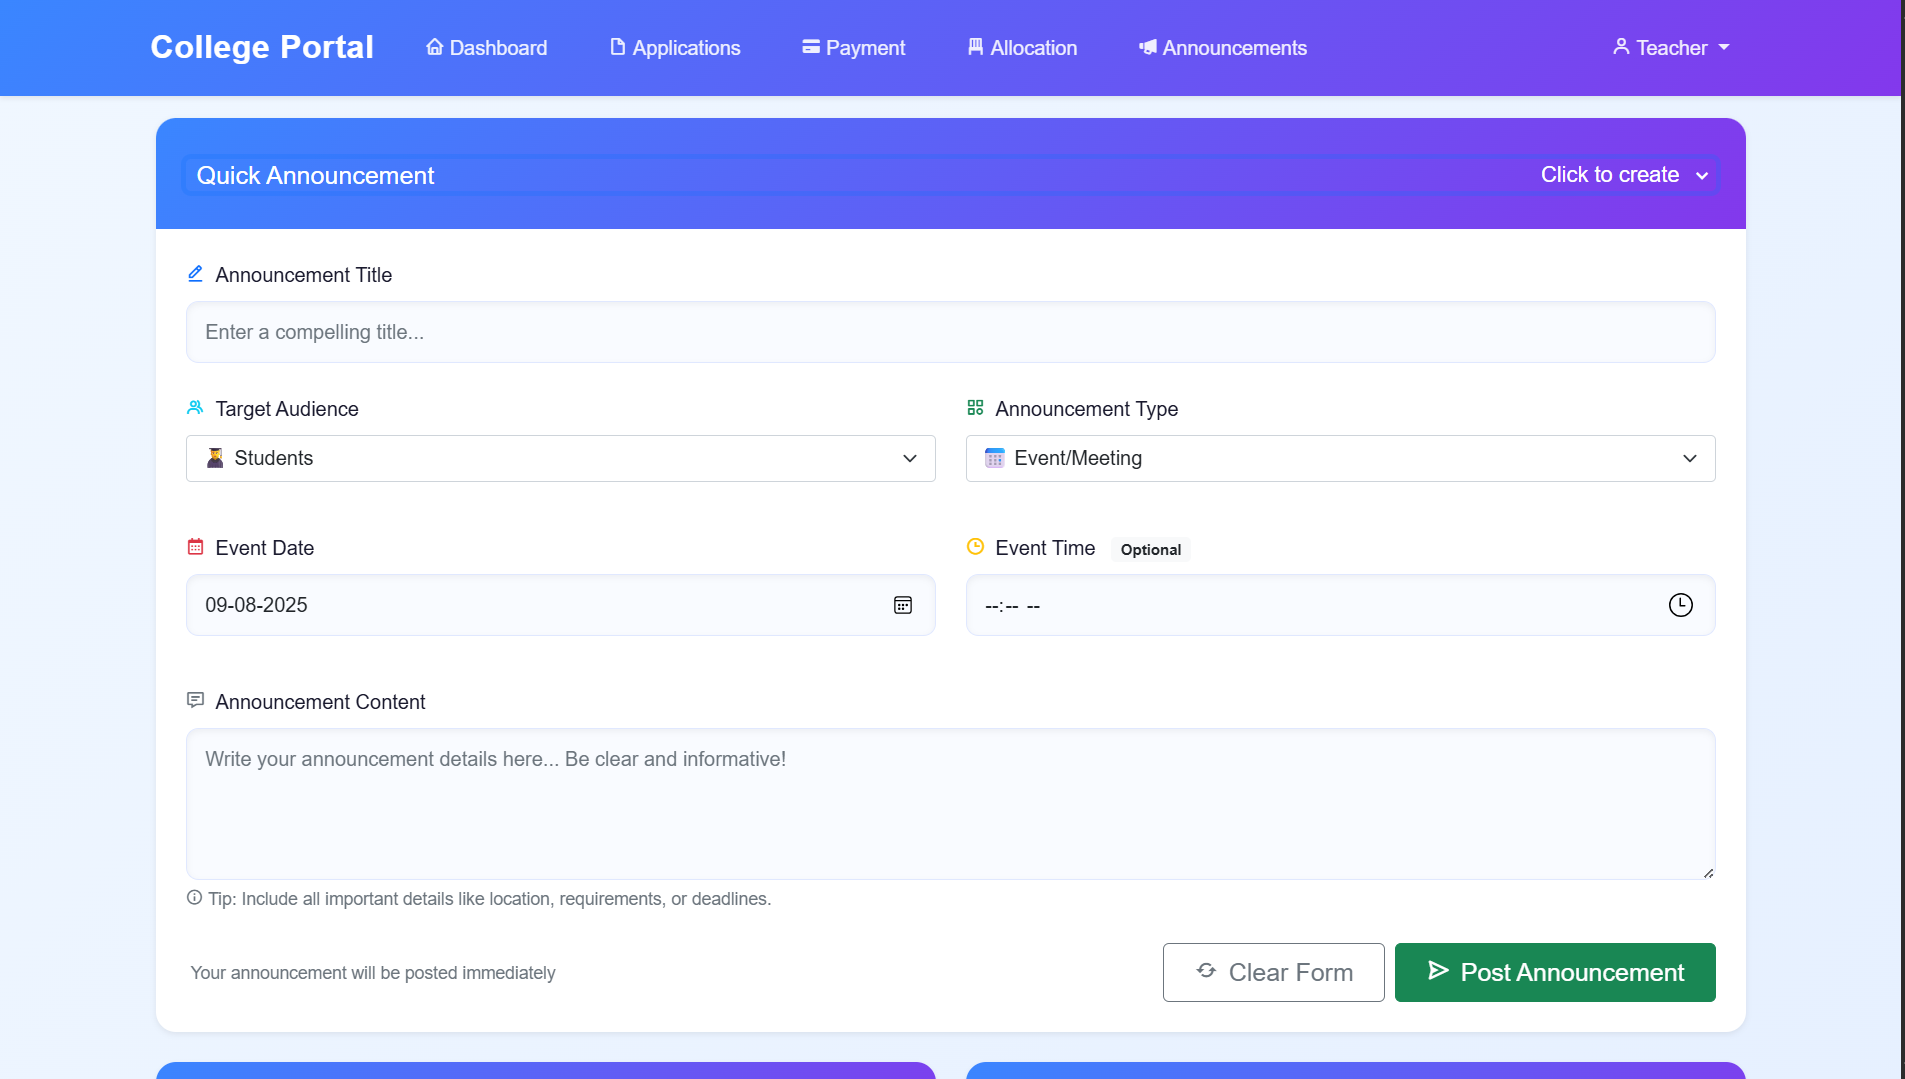 College Portal Dashboard Applications Payment Allocation Announcements Teacher
Quick Announcement Click to create
Announcement Title
Enter a compelling title...
Target Audience Announcement Type
Students Event/Meeting
Event Date Event Time Optional
09-08-2025 --:-- --
Announcement Content
Write your announcement details here... Be clear and informative!
Tip: Include all important details like location, requirements, or deadlines.
Your announcement will be posted immediately Clear Form Post Announcement